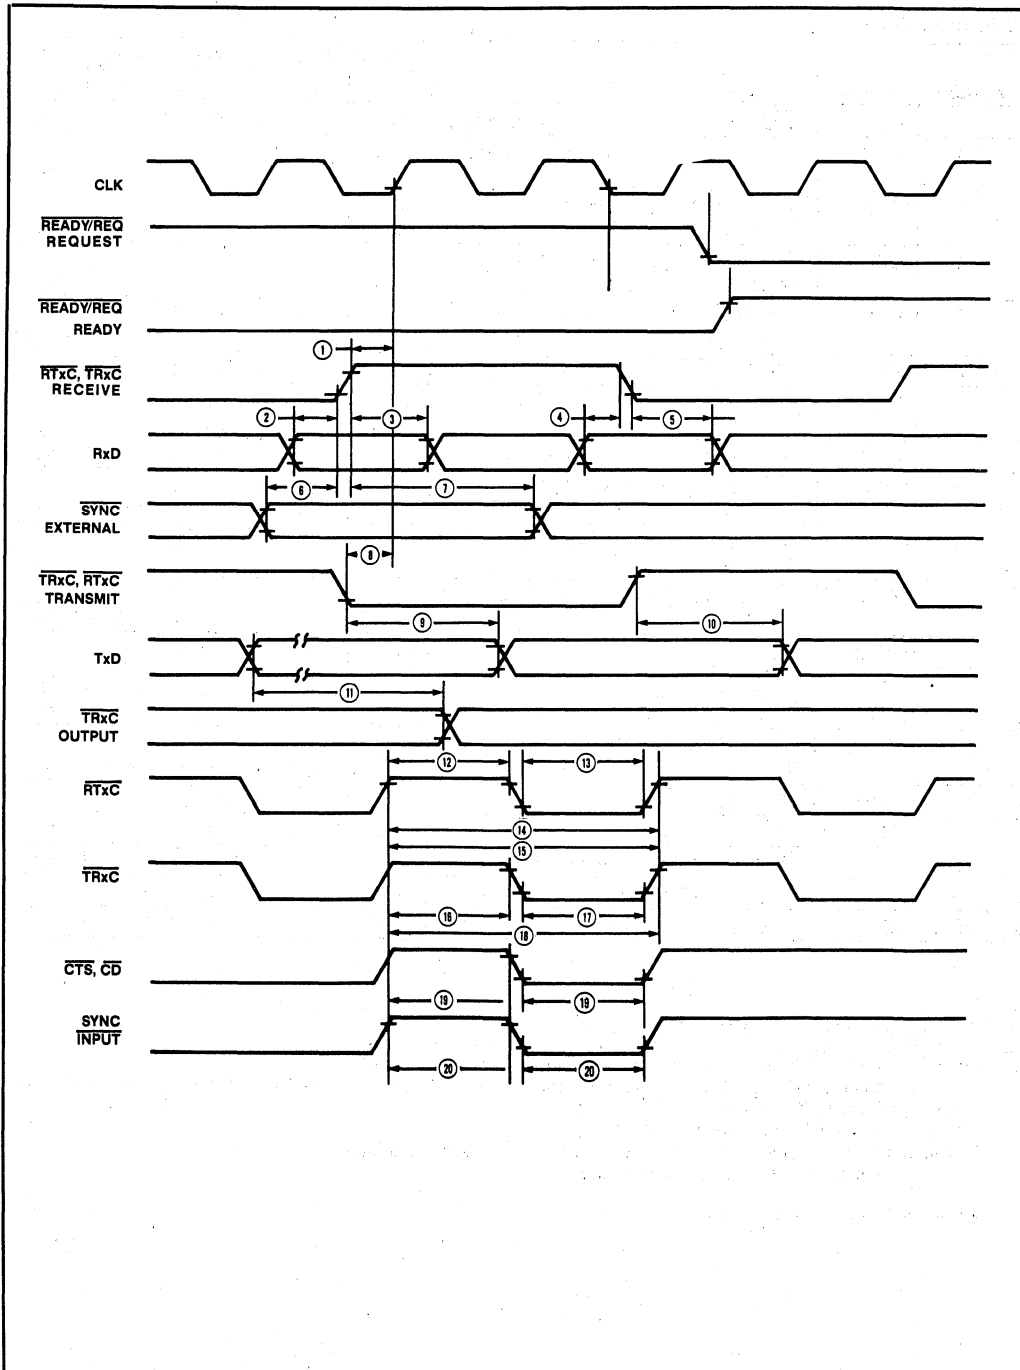 CLK
READY/REQ
REQUEST
READY/REQ
READY
1
RTxC, TRxC
RECEIVE
2
3
4
5
RxD
6
7
SYNC
EXTERNAL
8
TRxC, RTxC
TRANSMIT
9
10
TxD
11
TRxC
OUTPUT
12
13
RTxC
14
15
TRxC
16
17
18
CTS, CD
19
19
SYNC
INPUT
20
20